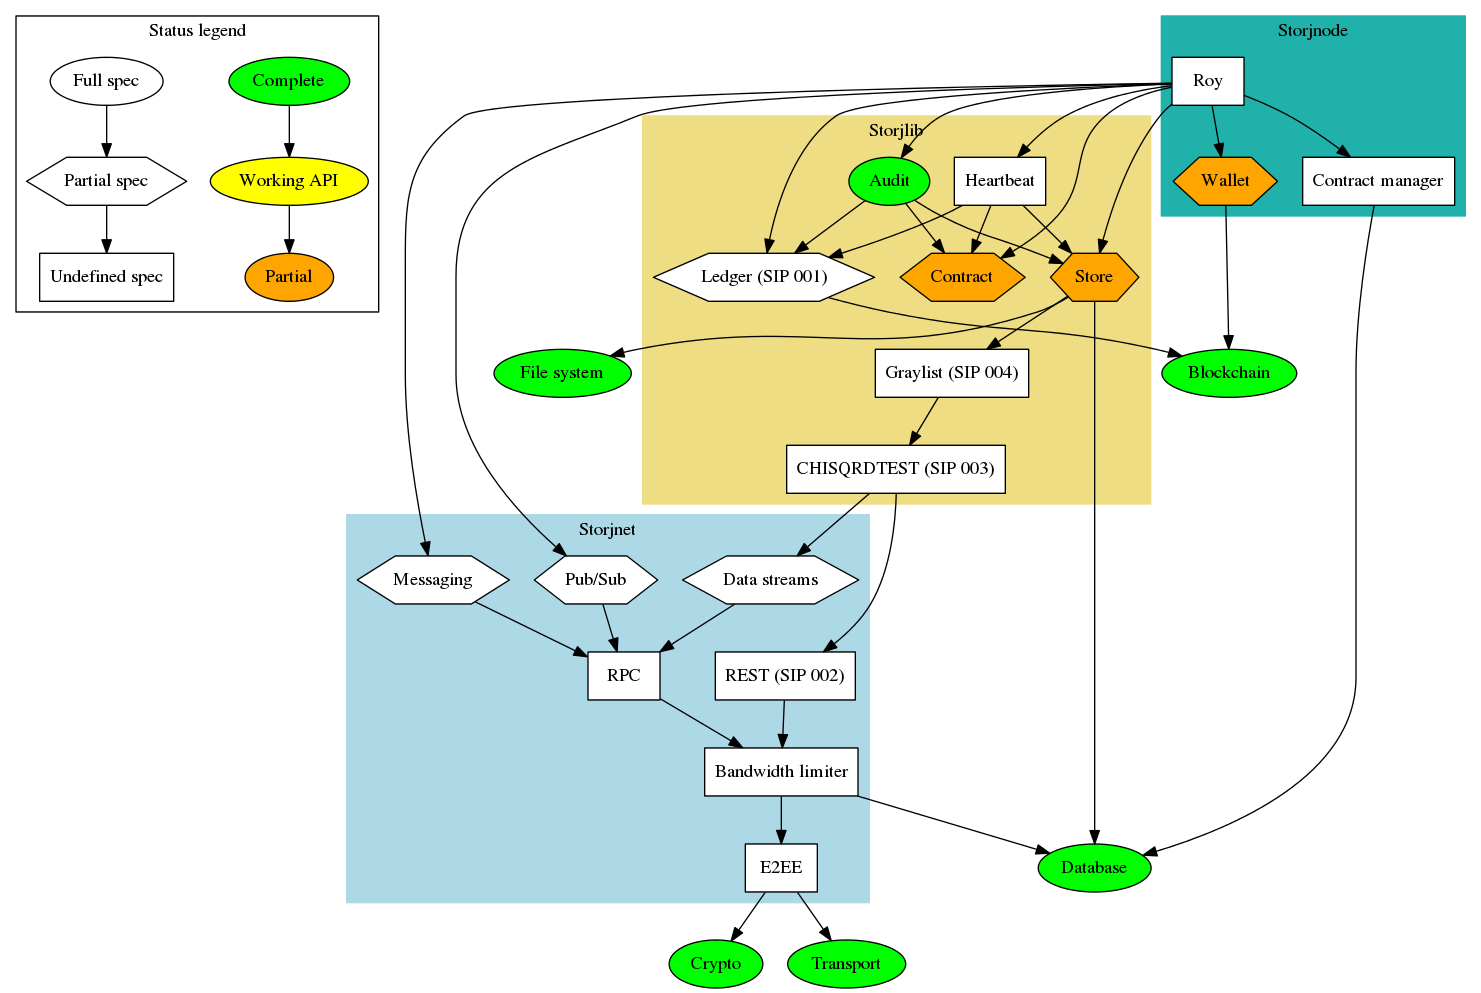 Status legend
Full spec
Complete
Partial spec
Working API
Undefined spec
Partial
Storjnode
Roy
Wallet
Contract manager
Storjlib
Audit
Heartbeat
Ledger (SIP 001)
Contract
Store
File system
Graylist (SIP 004)
Blockchain
CHISQRDTEST (SIP 003)
Storjnet
Messaging
Pub/Sub
Data streams
RPC
REST (SIP 002)
Bandwidth limiter
E2EE
Database
Crypto
Transport